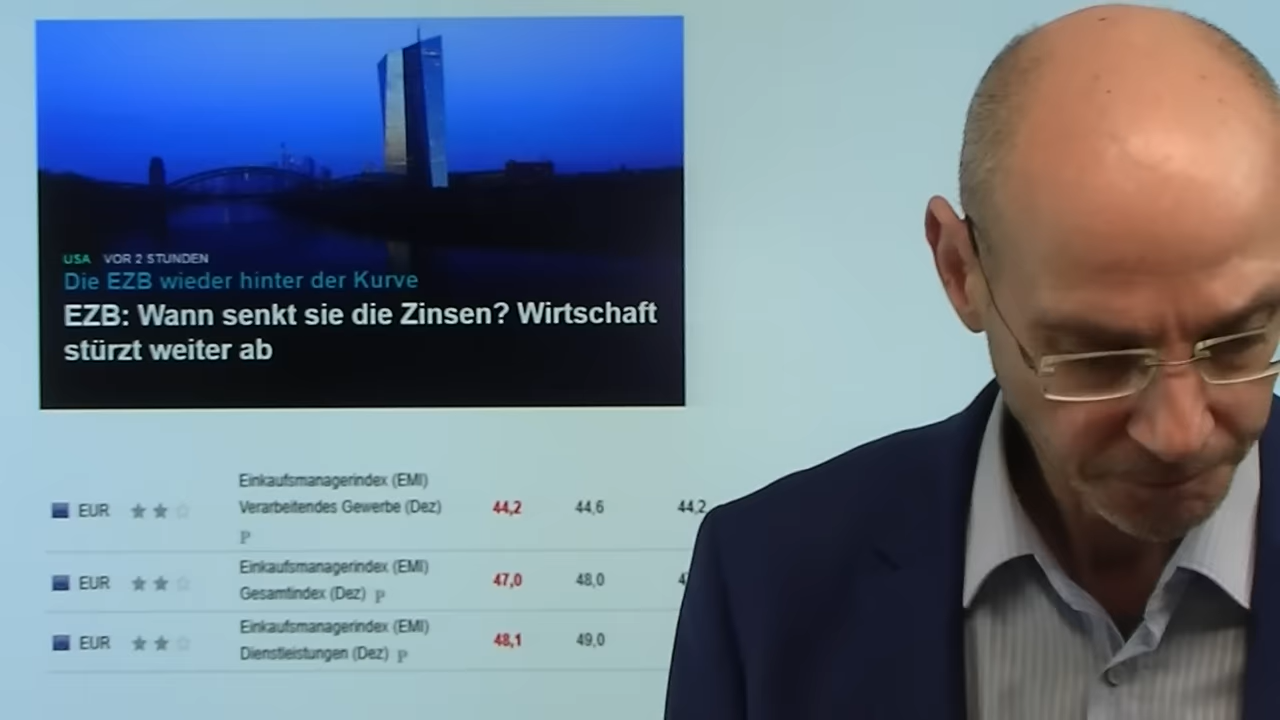 USA VOR 2 STUNDEN
Die EZB wieder hinter der Kurve
EZB: Wann senkt sie die Zinsen? Wirtschaft
stürzt weiter ab
Einkaufsmanagerindex (EMI)
EUR Verarbeitendes Gewerbe (Dez) 44,2 44,6 44,2
P
Einkaufsmanagerindex (EMI)
EUR Gesamtindex (Dez) P 47,0 48,0
Einkaufsmanagerindex (EMI)
EUR Dienstleistungen (Dez) P 48,1 49,0